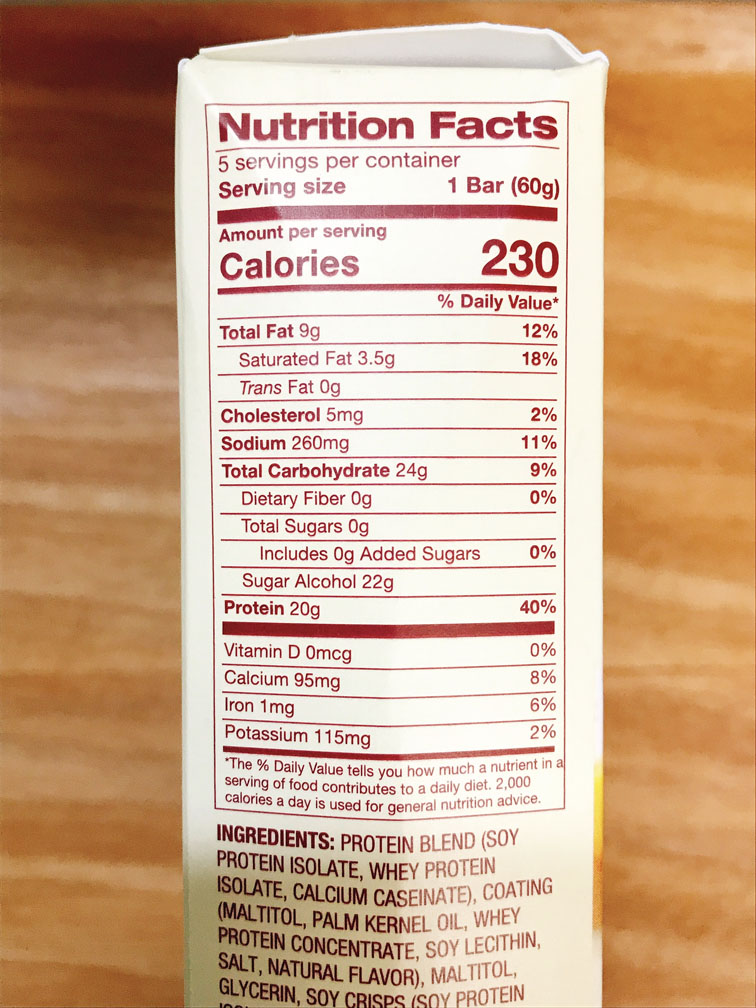 Nutrition Facts
5 servings per container
Serving size 1 Bar (60g)
Amount per serving
Calories 230
% Daily Value*
Total Fat 9g 12%
Saturated Fat 3.5g 18%
Trans Fat 0g
Cholesterol 5mg 2%
Sodium 260mg 11%
Total Carbohydrate 24g 9%
Dietary Fiber 0g 0%
Total Sugars 0g
Includes 0g Added Sugars 0%
Sugar Alcohol 22g
Protein 20g 40%
Vitamin D 0mcg 0%
Calcium 95mg 8%
Iron 1mg 6%
Potassium 115mg 2%
*The % Daily Value tells you how much a nutrient in a
serving of food contributes to a daily diet. 2,000
calories a day is used for general nutrition advice.
INGREDIENTS: PROTEIN BLEND (SOY
PROTEIN ISOLATE, WHEY PROTEIN
ISOLATE, CALCIUM CASEINATE), COATING
(MALTITOL, PALM KERNEL OIL, WHEY
PROTEIN CONCENTRATE, SOY LECITHIN,
SALT, NATURAL FLAVOR), MALTITOL,
GLYCERIN, SOY CRISPS (SOY PROTEIN